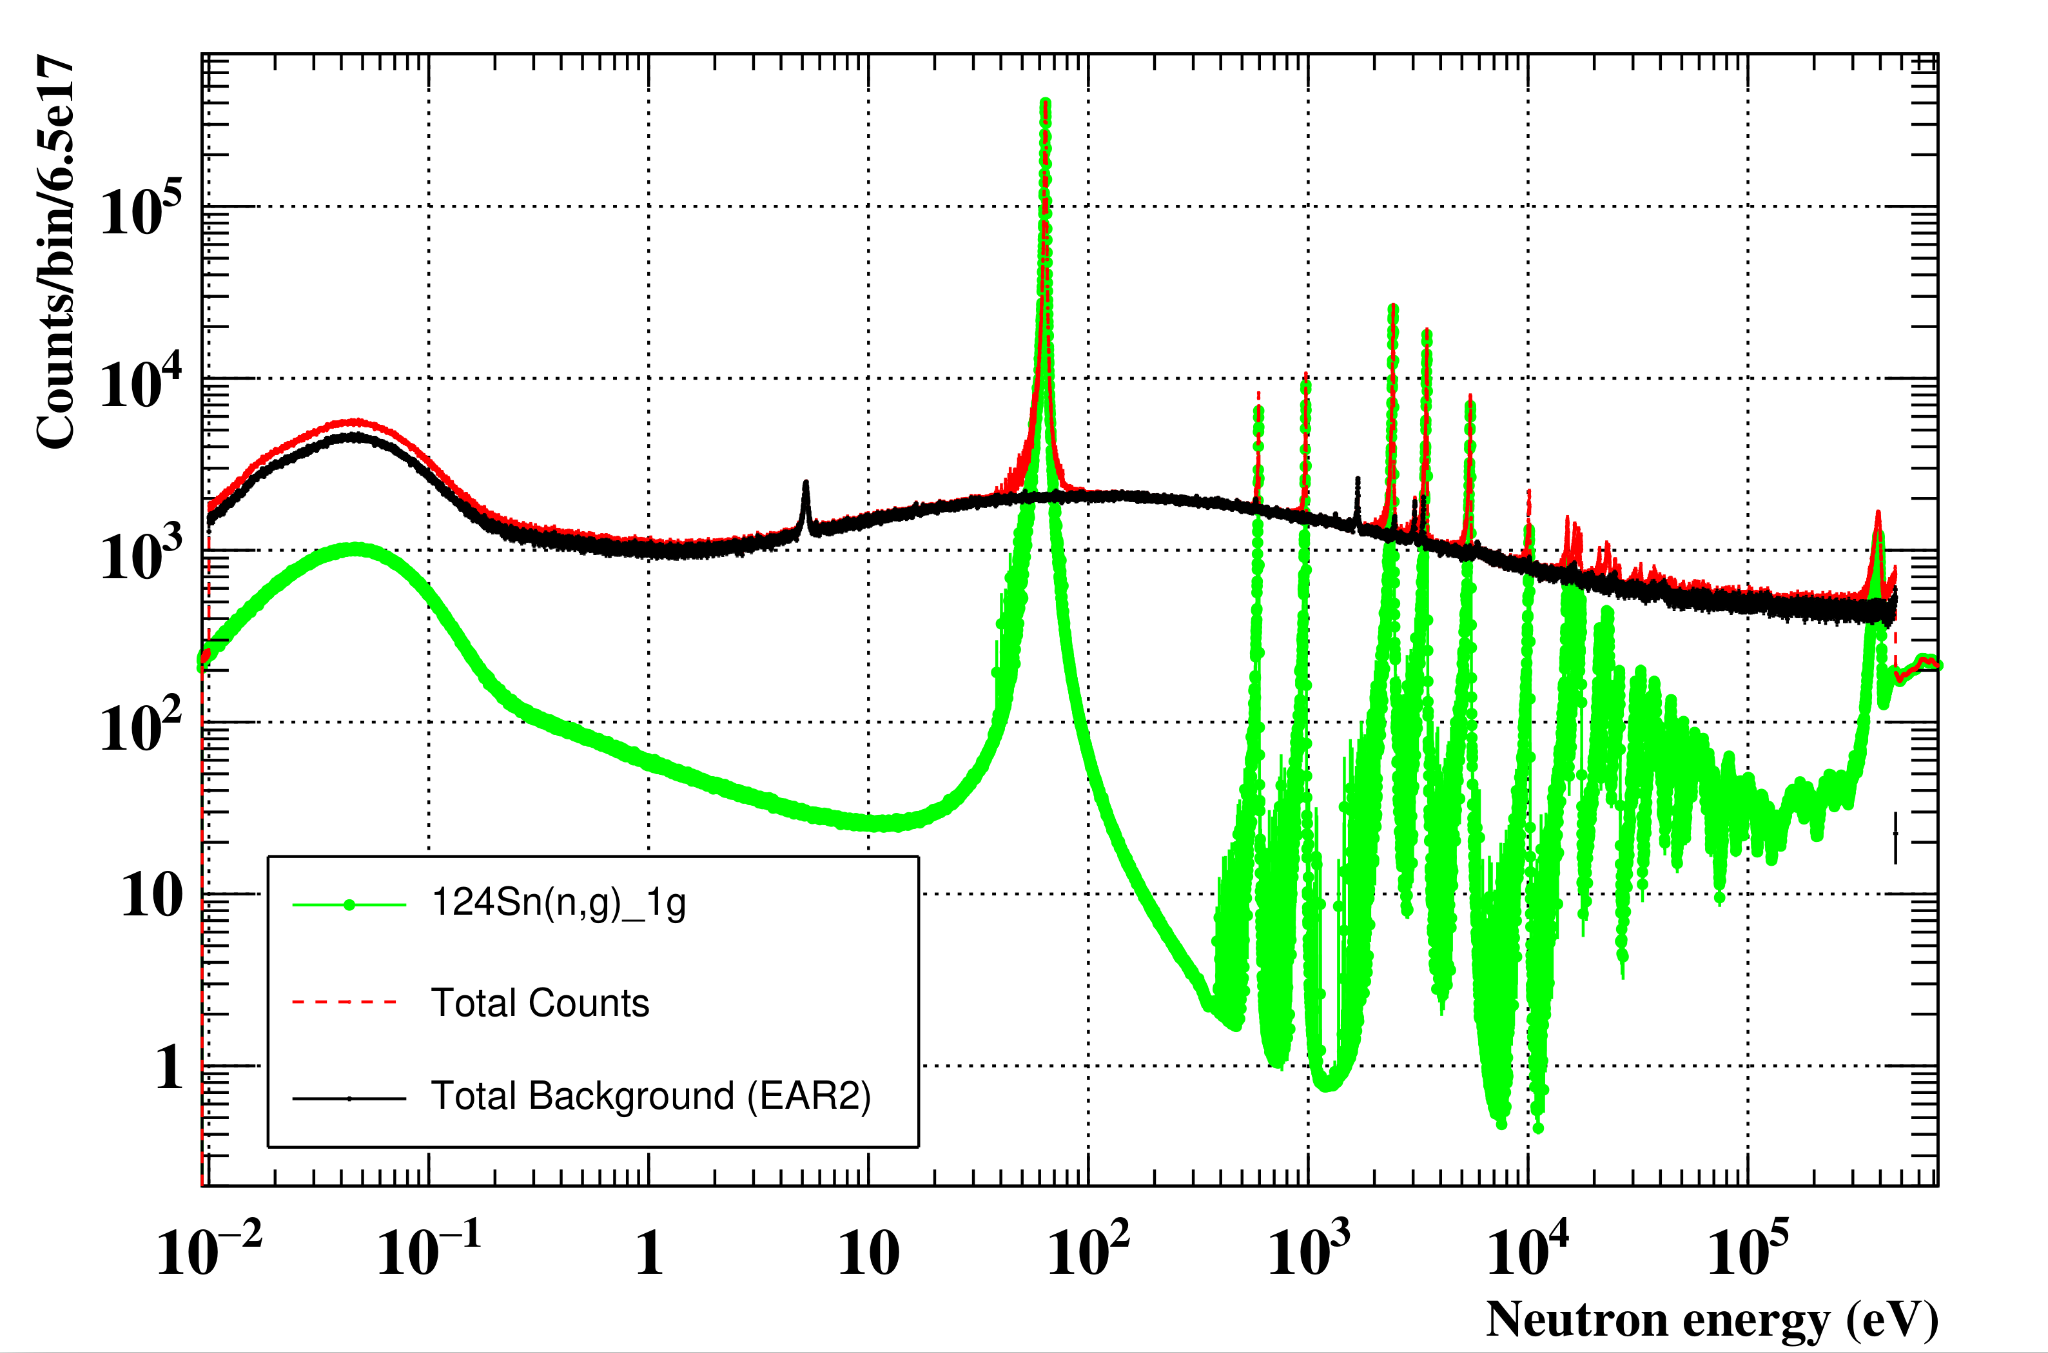 Counts/bin/6.5e17
10⁵
10⁴
10³
10²
10
1
124Sn(n,g)_1g
Total Counts
Total Background (EAR2)
10⁻² 10⁻¹ 1 10 10² 10³ 10⁴ 10⁵
Neutron energy (eV)